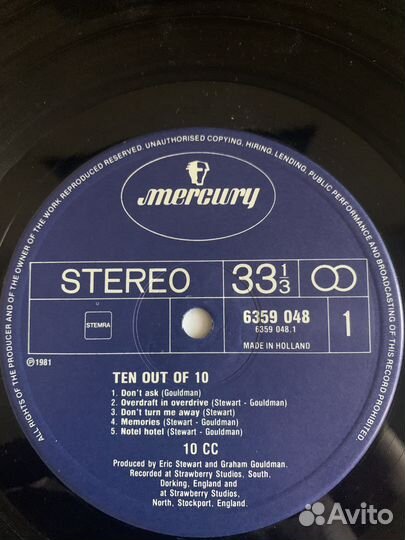 ALL RIGHTS OF THE PRODUCER AND OF THE OWNER OF THE WORK REPRODUCED RESERVED. UNAUTHORISED COPYING, HIRING, LENDING, PUBLIC PERFORMANCE AND BROADCASTING OF THIS RECORD PROHIBITED
mercury
STEREO 33 1/3
STEMRA
6359 048
6359 048.1
MADE IN HOLLAND
1
Ⓟ1981
TEN OUT OF 10
1. Don't ask (Gouldman)
2. Overdraft in overdrive (Stewart - Gouldman)
3. Don't turn me away (Stewart)
4. Memories (Stewart - Gouldman)
5. Notel hotel (Stewart - Gouldman)
10 CC
Produced by Eric Stewart and Graham Gouldman.
Recorded at Strawberry Studios, South,
Dorking, England and
at Strawberry Studios,
North, Stockport, England.
Avito